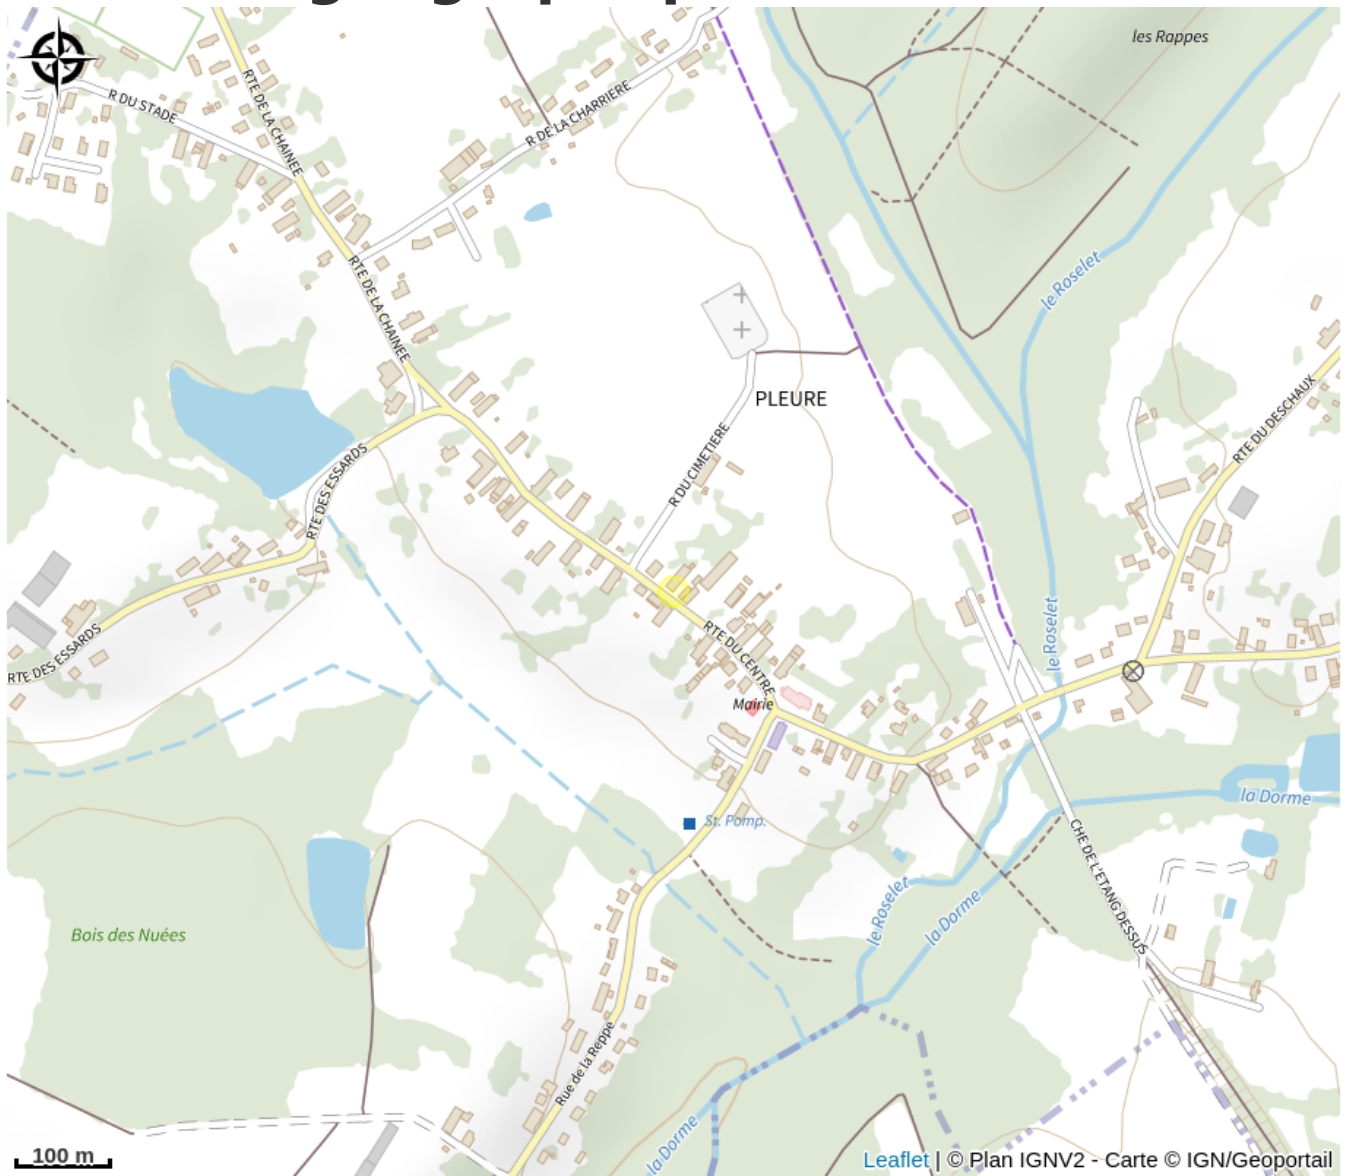 les Rappes
R DU STADE
RTE DE LA CHAINEE
R DE LA CHARRIERE
RTE DE LA CHAINEE
le Roselet
PLEURE
RTE DU DESCHAUX
R DU CIMETIERE
RTE DES ESSARDS
RTE DES ESSARDS
le Roselet
RTE DU CENTRE
Mairie
la Dorme
St. Pomp.
CHE DE L'ETANG DESSUS
le Roselet
la Dorme
Bois des Nuées
Rue de la Reppe
la Dorme
100 m
Leaflet | © Plan IGNV2 - Carte © IGN/Geoportail